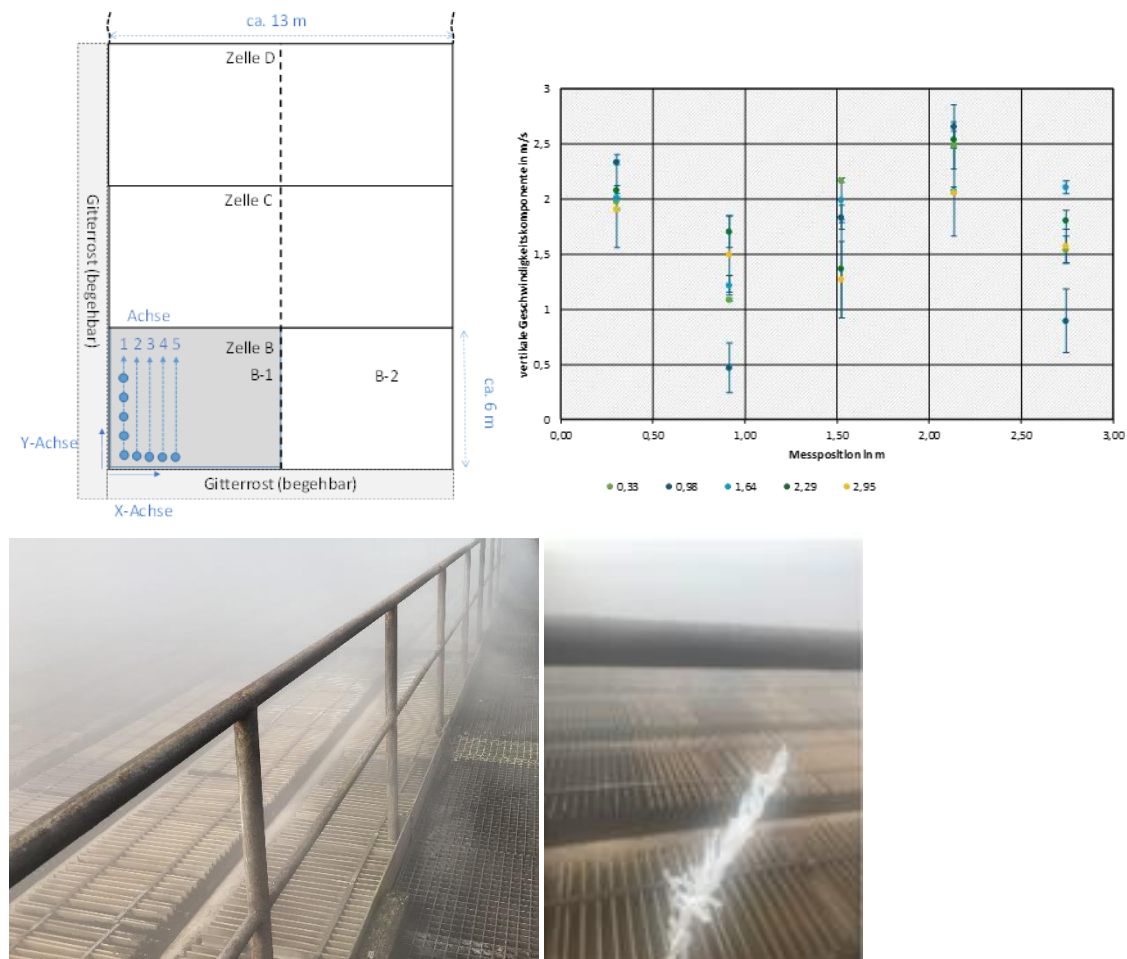 ca. 13 m
Zelle D
Zelle C
Gitterrost (begehbar)
Achse
1 2 3 4 5
Zelle B
B-1
B-2
ca. 6 m
Y-Achse
Gitterrost (begehbar)
X-Achse
vertikale Geschwindigkeitskomponente in m/s
3
2,5
2
1,5
1
0,5
0
0,00 0,50 1,00 1,50 2,00 2,50 3,00
Messposition in m
0,33 0,98 1,64 2,29 2,95